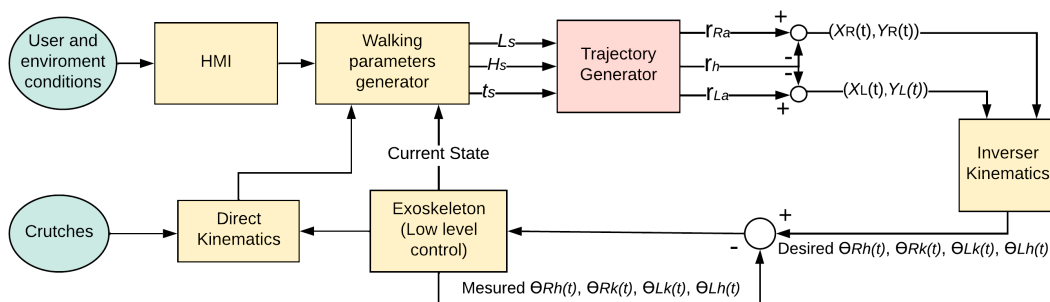 User and
enviroment
conditions
HMI
Walking
parameters
generator
Ls
Hs
ts
Trajectory
Generator
rRa
rh
rLa
+
-
-
+
(XR(t),YR(t))
(XL(t),YL(t))
Inverser
Kinematics
Current State
Crutches
Direct
Kinematics
Exoskeleton
(Low level
control)
+
-
Desired ϴRh(t), ϴRk(t), ϴLk(t), ϴLh(t)
Mesured ϴRh(t), ϴRk(t), ϴLk(t), ϴLh(t)